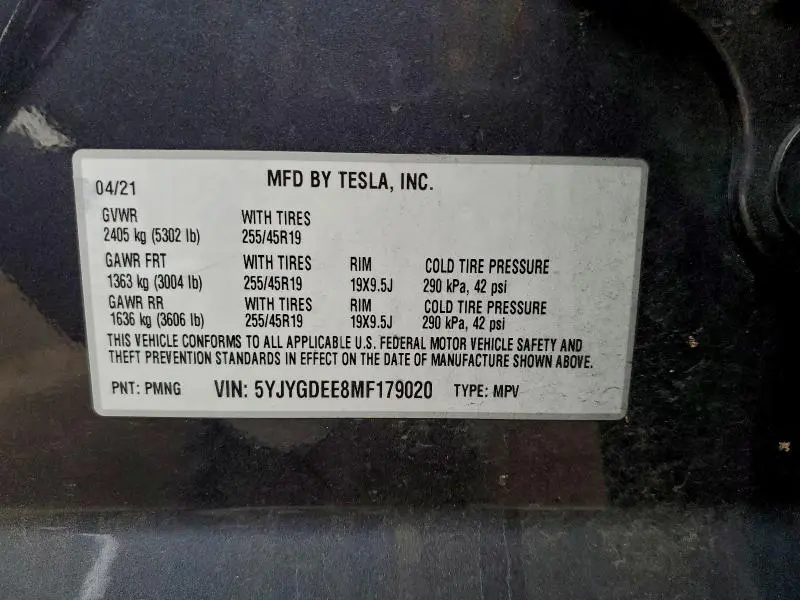 04/21 MFD BY TESLA, INC.
GVWR WITH TIRES
2405 kg (5302 lb) 255/45R19
GAWR FRT WITH TIRES RIM COLD TIRE PRESSURE
1363 kg (3004 lb) 255/45R19 19X9.5J 290 kPa, 42 psi
GAWR RR WITH TIRES RIM COLD TIRE PRESSURE
1636 kg (3606 lb) 255/45R19 19X9.5J 290 kPa, 42 psi
THIS VEHICLE CONFORMS TO ALL APPLICABLE U.S. FEDERAL MOTOR VEHICLE SAFETY AND
THEFT PREVENTION STANDARDS IN EFFECT ON THE DATE OF MANUFACTURE SHOWN ABOVE.
PNT: PMNG VIN: 5YJYGDEE8MF179020 TYPE: MPV